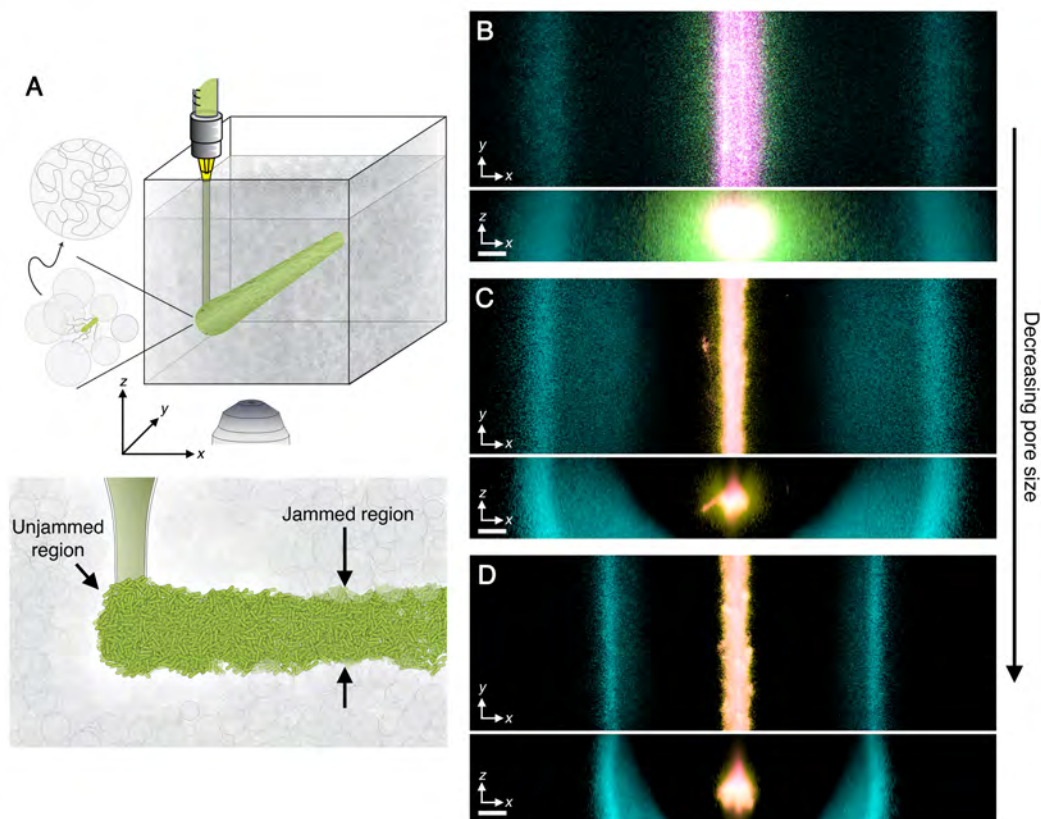 A
z
y
x
Unjammed
region
Jammed region
B
y
x
z
x
C
y
x
z
x
D
y
x
z
x
Decreasing pore size